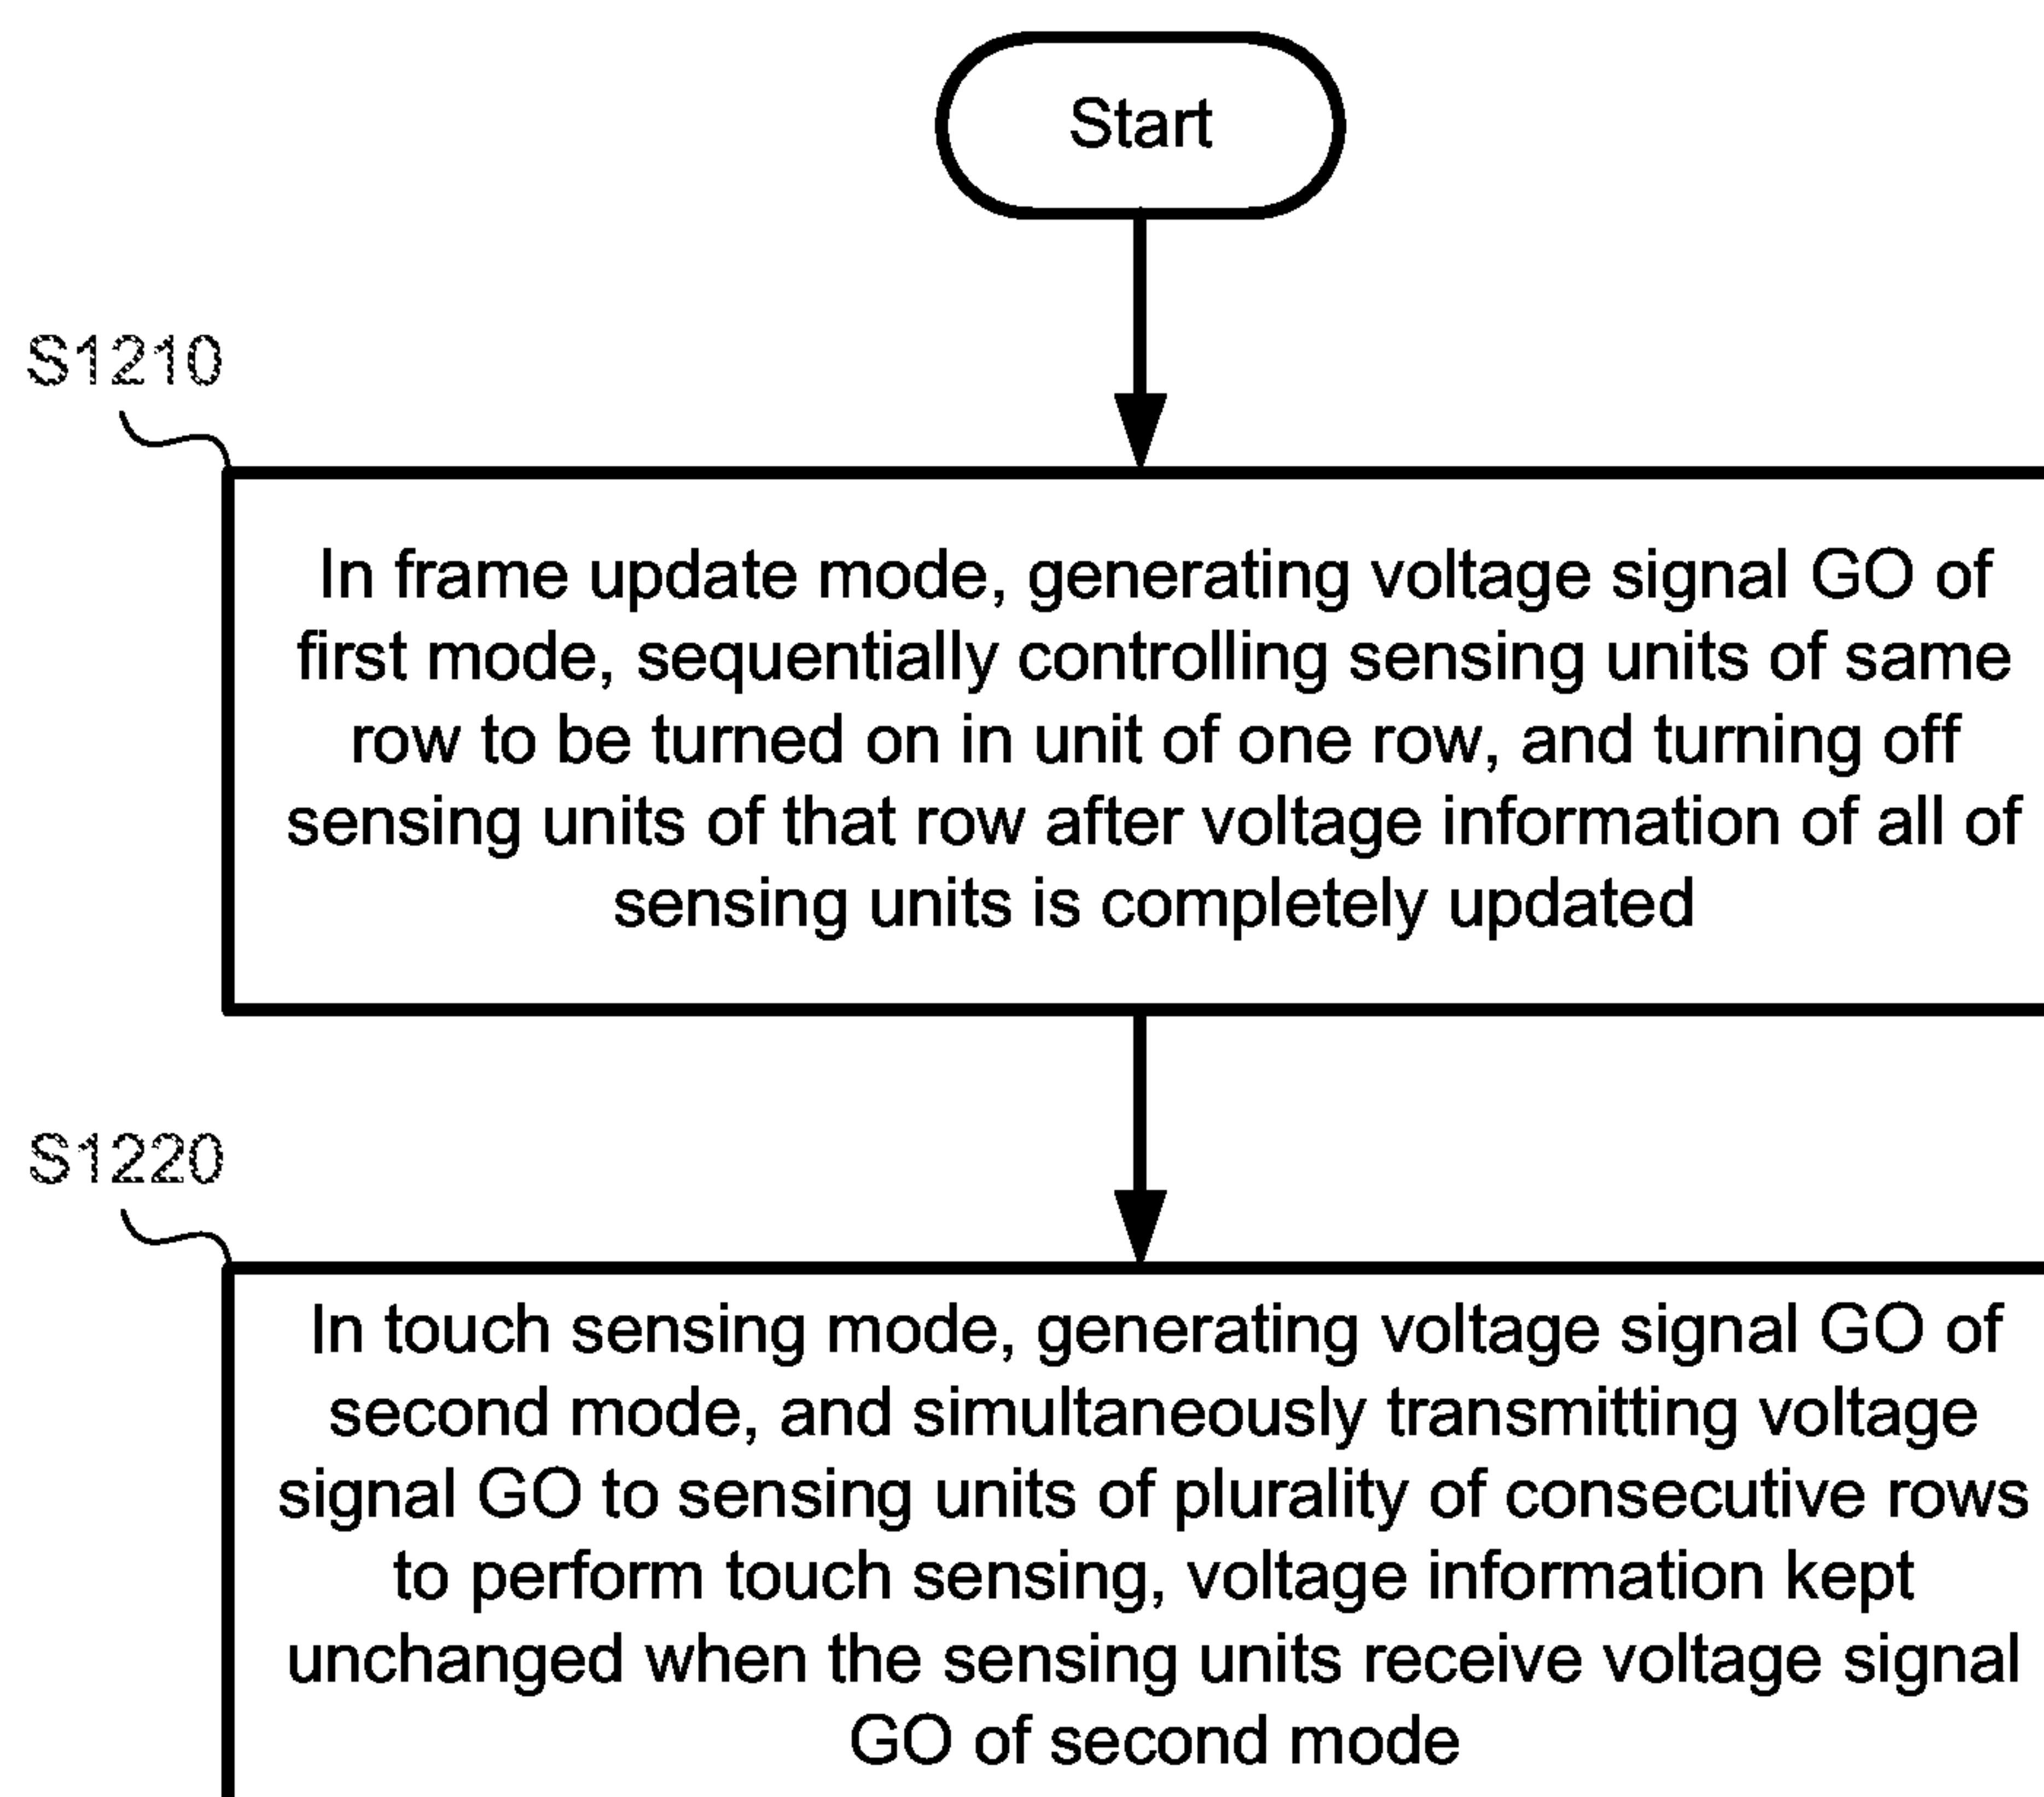 Start
S1210
In frame update mode, generating voltage signal GO of
first mode, sequentially controlling sensing units of same
row to be turned on in unit of one row, and turning off
sensing units of that row after voltage information of all of
sensing units is completely updated
S1220
In touch sensing mode, generating voltage signal GO of
second mode, and simultaneously transmitting voltage
signal GO to sensing units of plurality of consecutive rows
to perform touch sensing, voltage information kept
unchanged when the sensing units receive voltage signal
GO of second mode